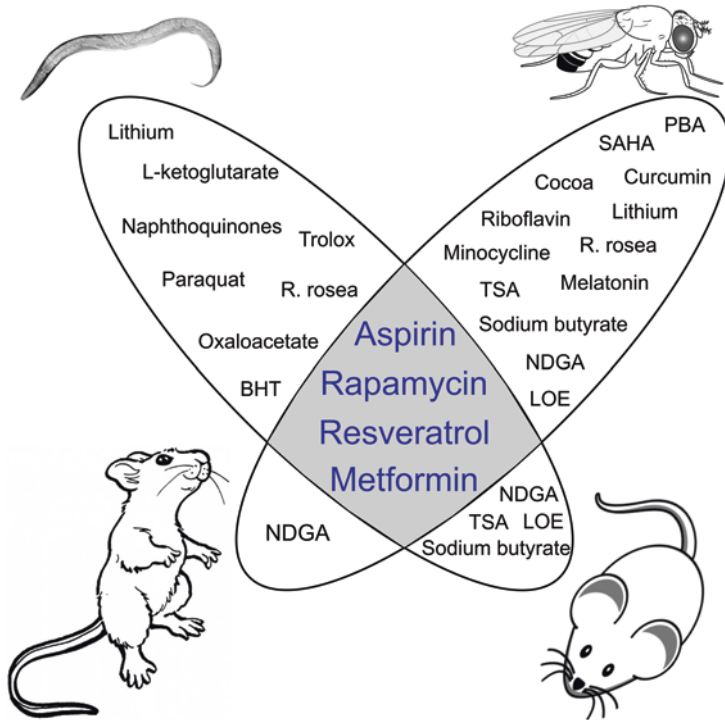 Lithium
L-ketoglutarate
Naphthoquinones
Trolox
Paraquat
R. rosea
Oxaloacetate
BHT
PBA
SAHA
Cocoa
Curcumin
Riboflavin
Lithium
Minocycline
R. rosea
TSA
Melatonin
Sodium butyrate
NDGA
LOE
Aspirin
Rapamycin
Resveratrol
Metformin
NDGA
NDGA
TSA LOE
Sodium butyrate